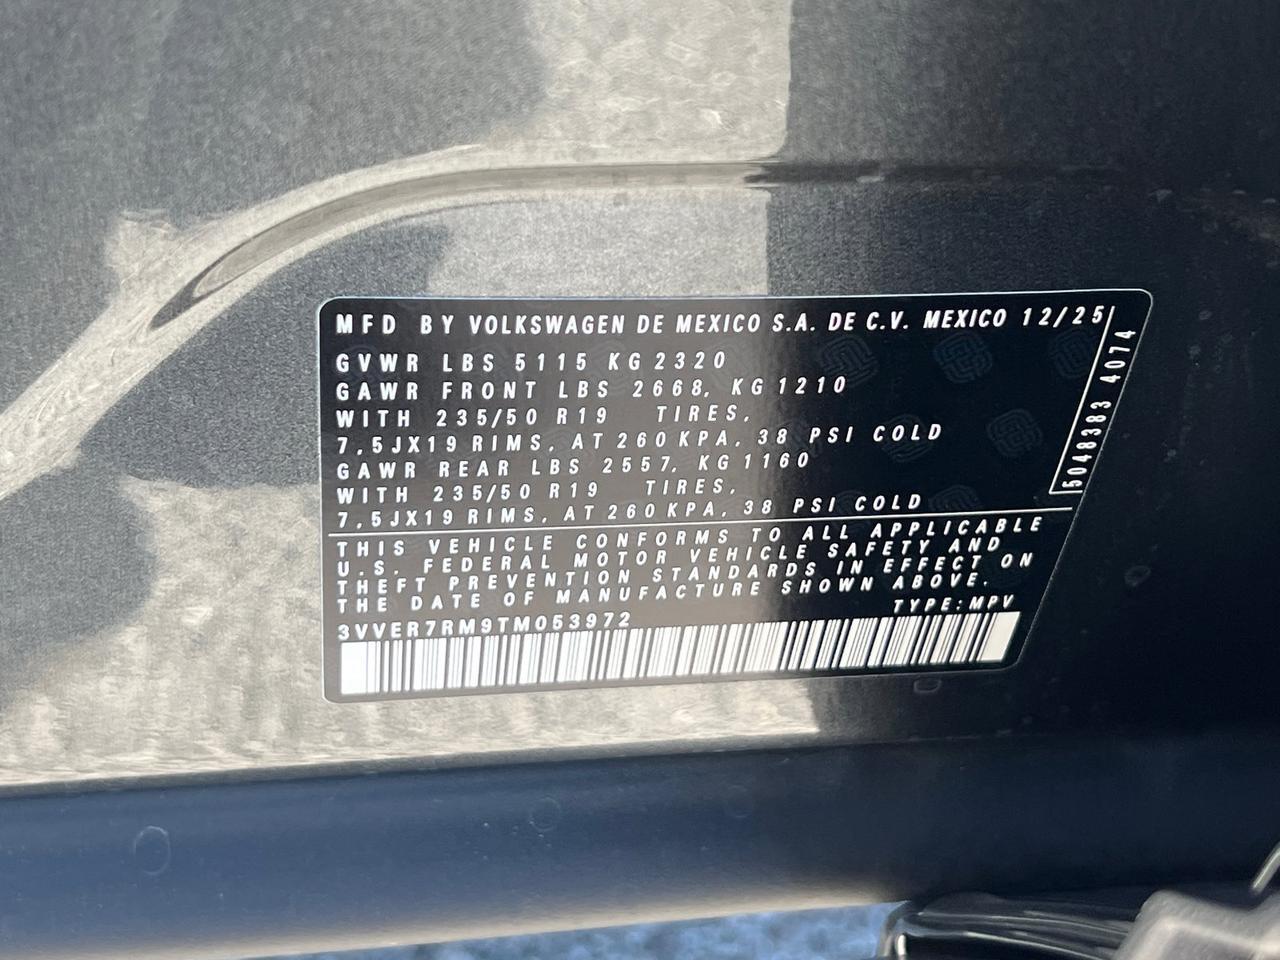 MFD BY VOLKSWAGEN DE MEXICO S.A. DE C.V. MEXICO 12/25
GVWR LBS 5115 KG 2320
GAWR FRONT LBS 2668, KG 1210
WITH 235/50 R19 TIRES,
7,5JX19 RIMS, AT 260 KPA, 38 PSI COLD
GAWR REAR LBS 2557, KG 1160
WITH 235/50 R19 TIRES,
7,5JX19 RIMS, AT 260 KPA, 38 PSI COLD
5048383 4074
THIS VEHICLE CONFORMS TO ALL APPLICABLE
U.S. FEDERAL MOTOR VEHICLE SAFETY AND
THEFT PREVENTION STANDARDS IN EFFECT ON
THE DATE OF MANUFACTURE SHOWN ABOVE.
TYPE:MPV
3VVER7RM9TM053972